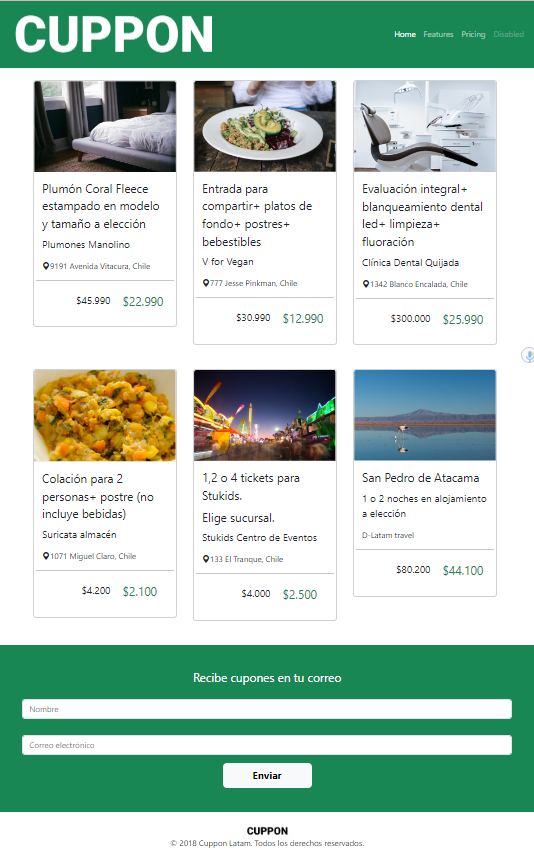 CUPPON
Home Features Pricing Disabled
Plumón Coral Fleece
estampado en modelo
y tamaño a elección
Plumones Manolino
9191 Avenida Vitacura, Chile
$45.990 $22.990
Entrada para
compartir+ platos de
fondo+ postres+
bebestibles
V for Vegan
777 Jesse Pinkman, Chile
$30.990 $12.990
Evaluación integral+
blanqueamiento dental
led+ limpieza+
fluoración
Clínica Dental Quijada
1342 Blanco Encalada, Chile
$300.000 $25.990
Colación para 2
personas+ postre (no
incluye bebidas)
Suricata almacén
1071 Miguel Claro, Chile
$4.200 $2.100
1,2 o 4 tickets para
Stukids.
Elige sucursal.
Stukids Centro de Eventos
133 El Tranque, Chile
$4.000 $2.500
San Pedro de Atacama
1 o 2 noches en alojamiento
a elección
D-Latam travel
$80.200 $44.100
Recibe cupones en tu correo
Nombre
Correo electrónico
Enviar
CUPPON
© 2018 Cuppon Latam. Todos los derechos reservados.